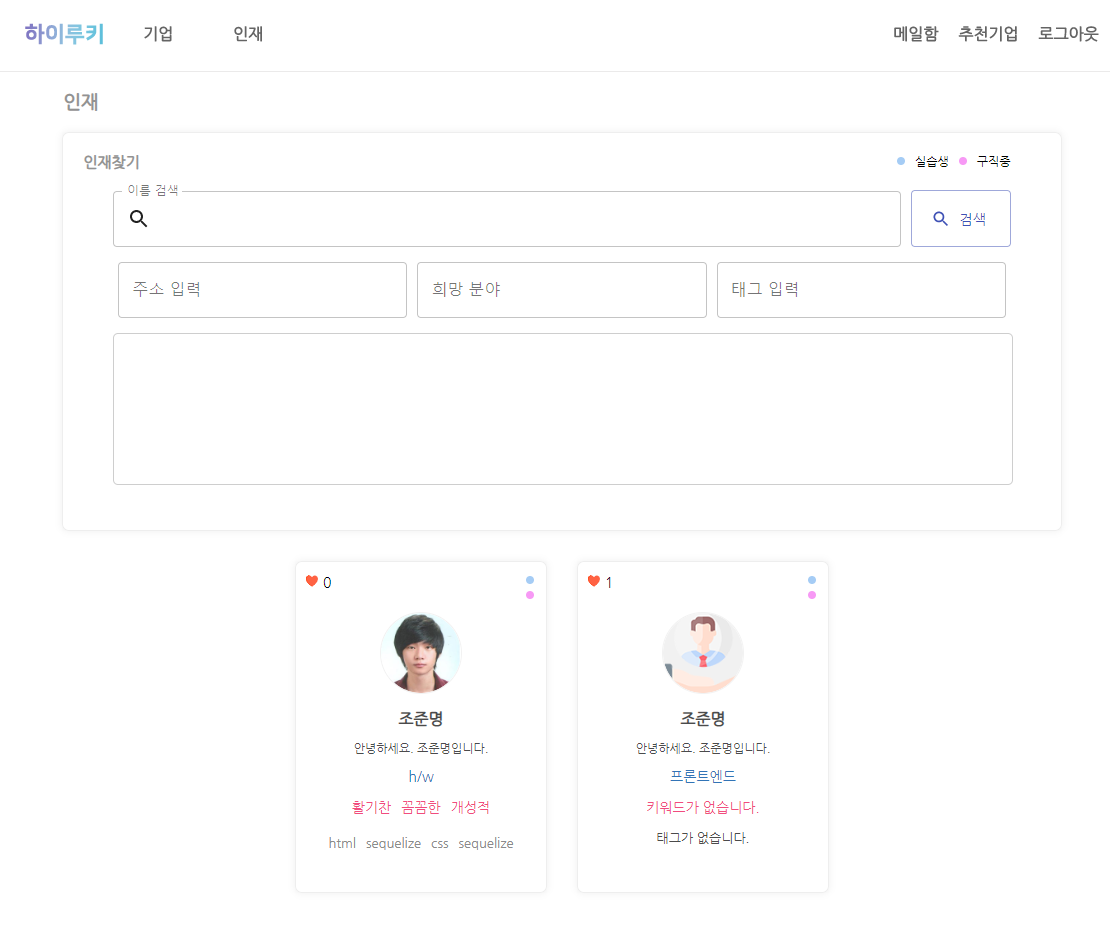 하이루키 기업 인재 메일함 추천기업 로그아웃
인재
인재찾기 실습생 구직중
이름 검색
검색
주소 입력 희망 분야 태그 입력
0
조준명
안녕하세요. 조준명입니다.
h/w
활기찬 꼼꼼한 개성적
html sequelize css sequelize
1
조준명
안녕하세요. 조준명입니다.
프론트엔드
키워드가 없습니다.
태그가 없습니다.